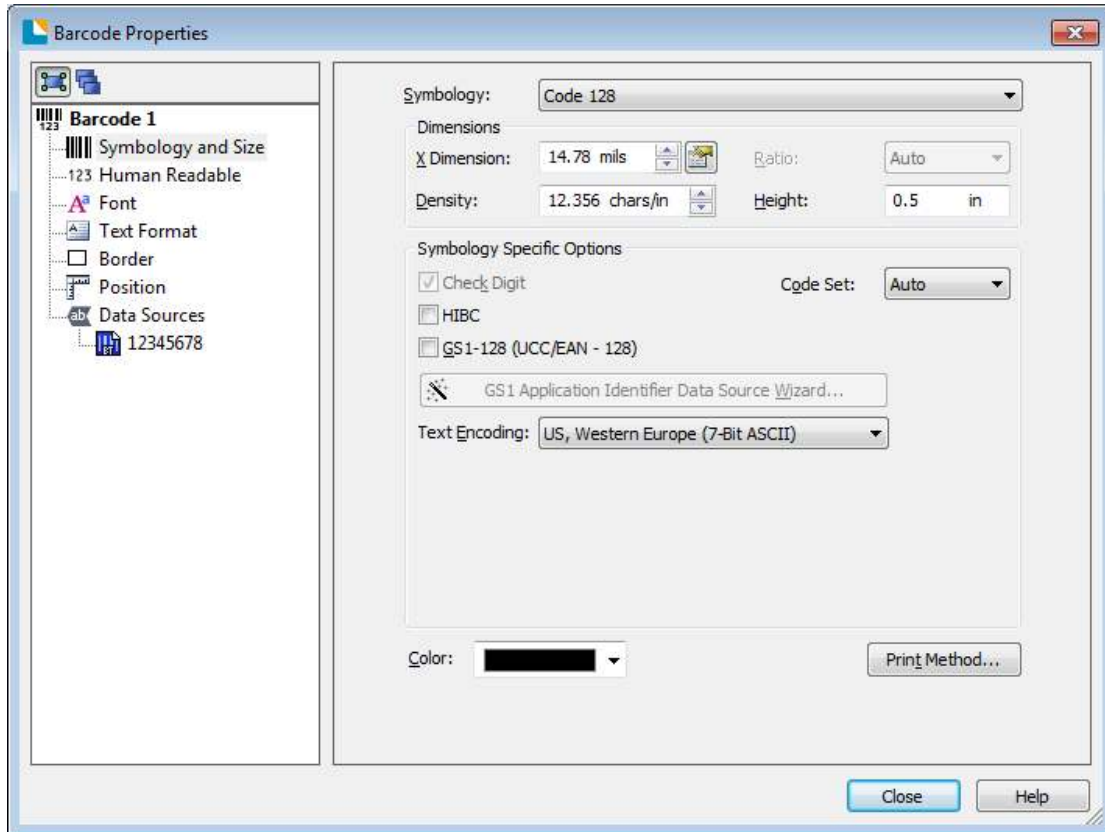 Barcode Properties
Barcode 1
Symbology and Size
123 Human Readable
Font
Text Format
Border
Position
Data Sources
12345678
Symbology: Code 128
Dimensions
X Dimension: 14.78 mils Ratio: Auto
Density: 12.356 chars/in Height: 0.5 in
Symbology Specific Options
Check Digit Code Set: Auto
HIBC
GS1-128 (UCC/EAN - 128)
GS1 Application Identifier Data Source Wizard...
Text Encoding: US, Western Europe (7-Bit ASCII)
Color:
Print Method...
Close Help